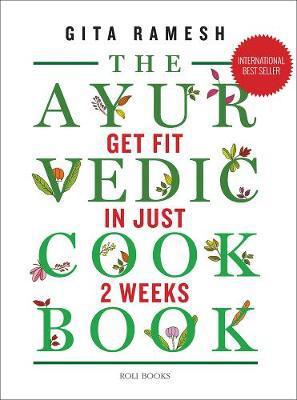 GITA RAMESH
INTERNATIONAL
BEST SELLER
THE
AYUR
GET FIT
VEDIC
IN JUST
COOK
2 WEEKS
BOOK
ROLI BOOKS